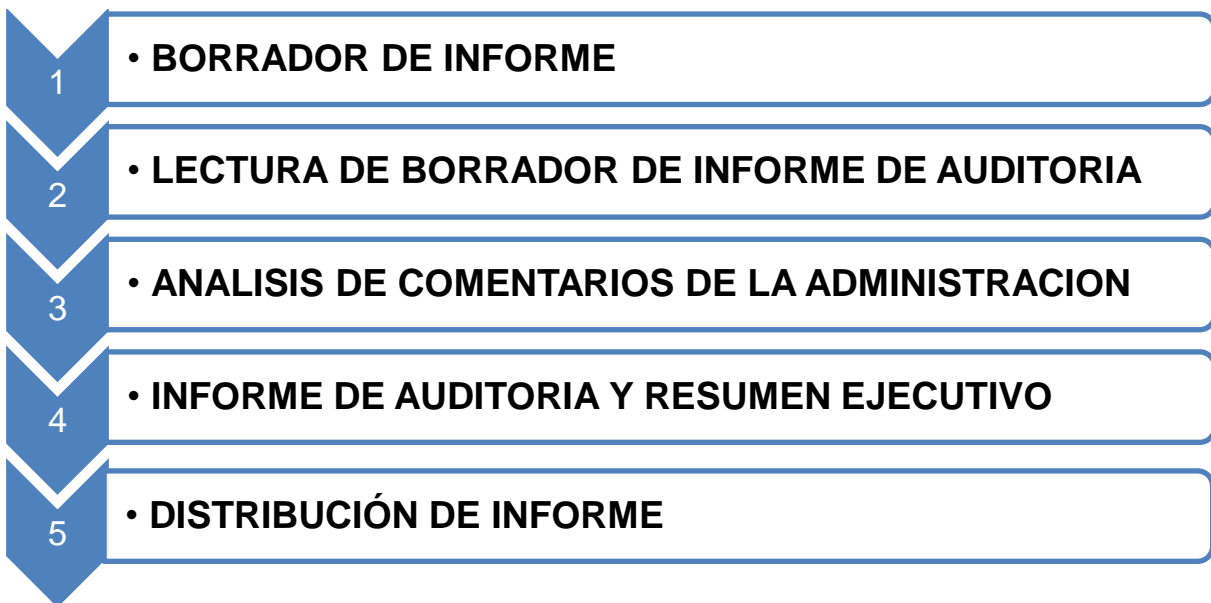 1
• BORRADOR DE INFORME
2
• LECTURA DE BORRADOR DE INFORME DE AUDITORIA
3
• ANALISIS DE COMENTARIOS DE LA ADMINISTRACION
4
• INFORME DE AUDITORIA Y RESUMEN EJECUTIVO
5
• DISTRIBUCIÓN DE INFORME